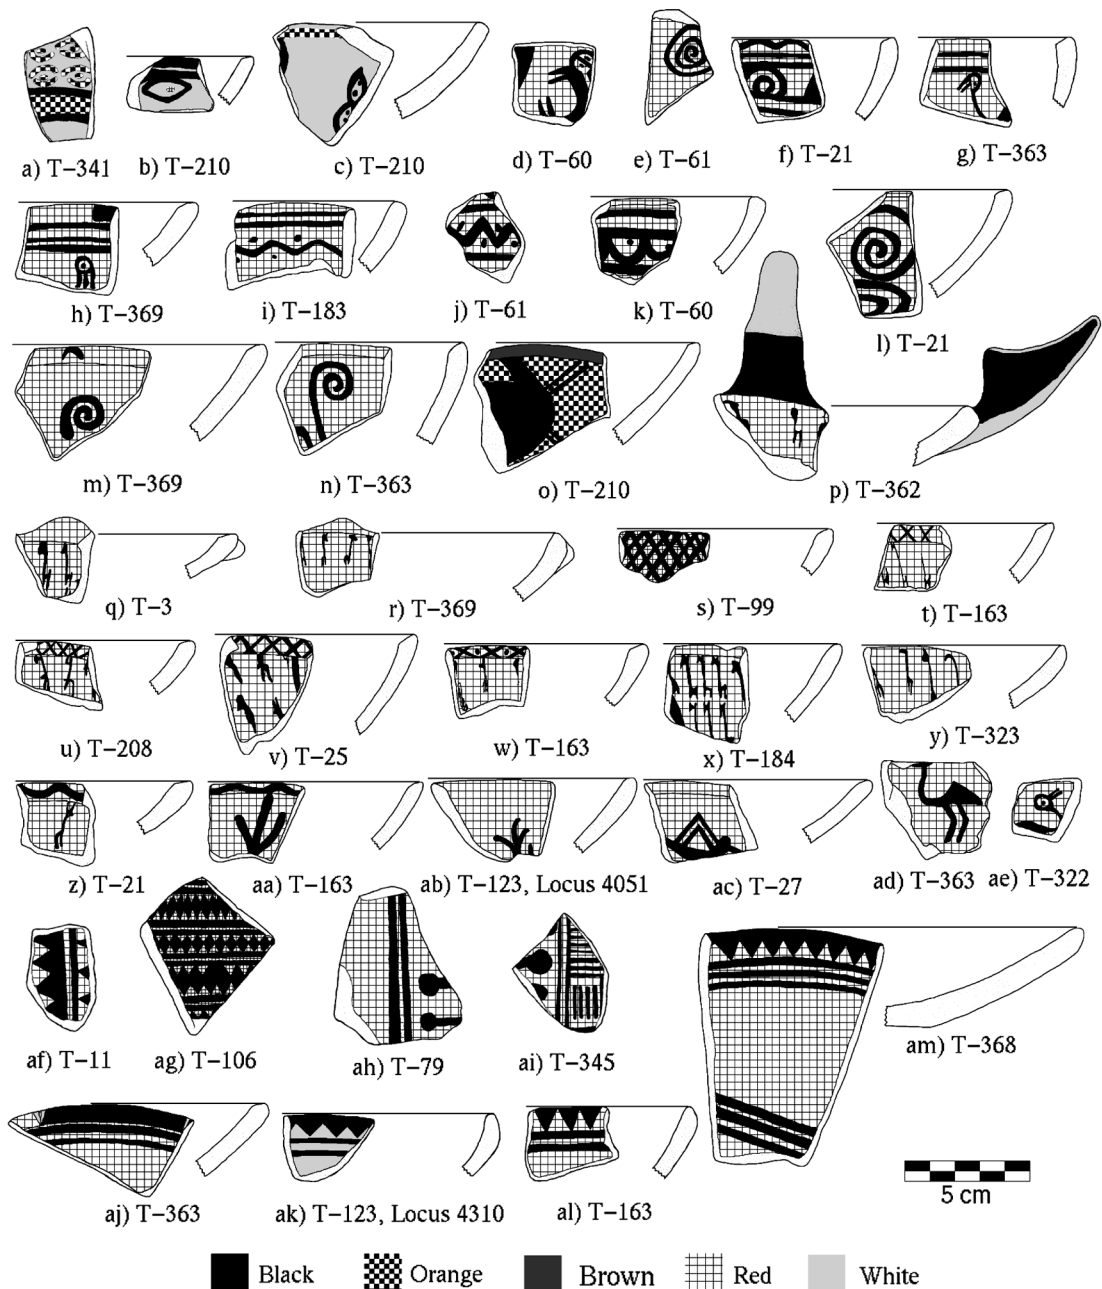 a) T–341
b) T–210
c) T–210
d) T–60
e) T–61
f) T–21
g) T–363
h) T–369
i) T–183
j) T–61
k) T–60
l) T–21
m) T–369
n) T–363
o) T–210
p) T–362
q) T–3
r) T–369
s) T–99
t) T–163
u) T–208
v) T–25
w) T–163
x) T–184
y) T–323
z) T–21
aa) T–163
ab) T–123, Locus 4051
ac) T–27
ad) T–363
ae) T–322
af) T–11
ag) T–106
ah) T–79
ai) T–345
am) T–368
aj) T–363
ak) T–123, Locus 4310
al) T–163
5 cm
Black
Orange
Brown
Red
White